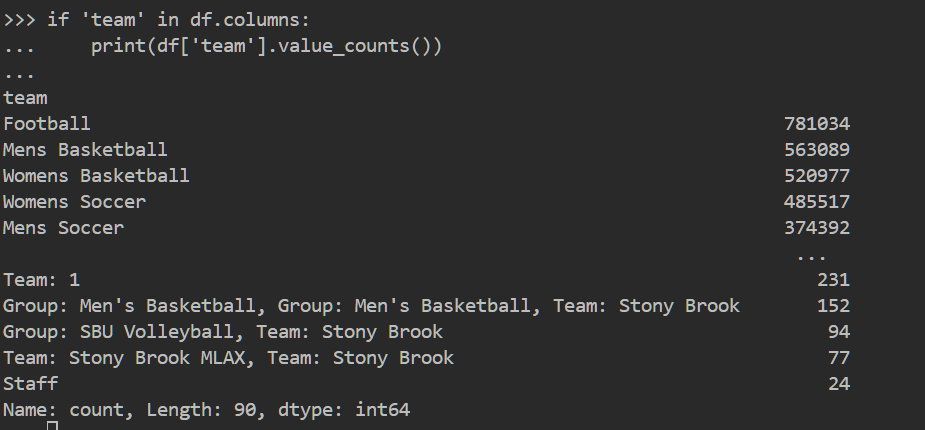 >>> if 'team' in df.columns:
...     print(df['team'].value_counts())
...
team
Football                                                               781034
Mens Basketball                                                        563089
Womens Basketball                                                      520977
Womens Soccer                                                          485517
Mens Soccer                                                            374392
                                                                        ...
Team: 1                                                                   231
Group: Men's Basketball, Group: Men's Basketball, Team: Stony Brook       152
Group: SBU Volleyball, Team: Stony Brook                                   94
Team: Stony Brook MLAX, Team: Stony Brook                                  77
Staff                                                                      24
Name: count, Length: 90, dtype: int64